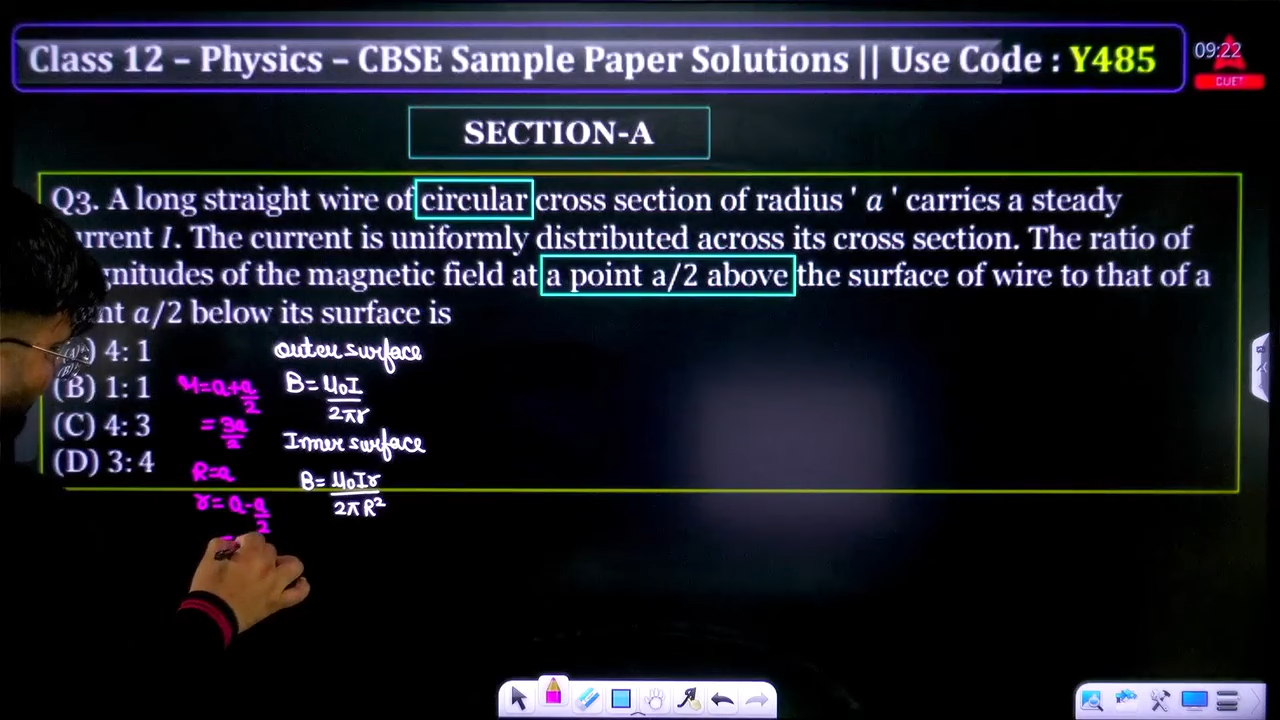 Class 12 – Physics – CBSE Sample Paper Solutions || Use Code : Y485
09:22
CUET
SECTION-A
Q3. A long straight wire of circular cross section of radius ' a ' carries a steady
I. The current is uniformly distributed across its cross section. The ratio of
of the magnetic field at a point a/2 above the surface of wire to that of a
a/2 below its surface is
4: 1
(B) 1: 1
(C) 4: 3
(D) 3: 4
r=a+a/2
=3a/2
R=a
r=a-a/2
outer surface
B=μ₀I/2πr
Inner surface
B=μ₀Ir/2πR²